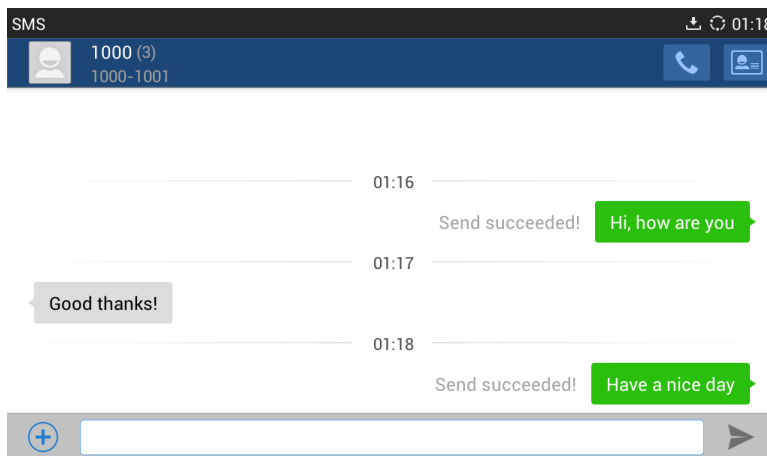 SMS 01:18
1000 (3)
1000-1001
01:16
Send succeeded! Hi, how are you
01:17
Good thanks!
01:18
Send succeeded! Have a nice day